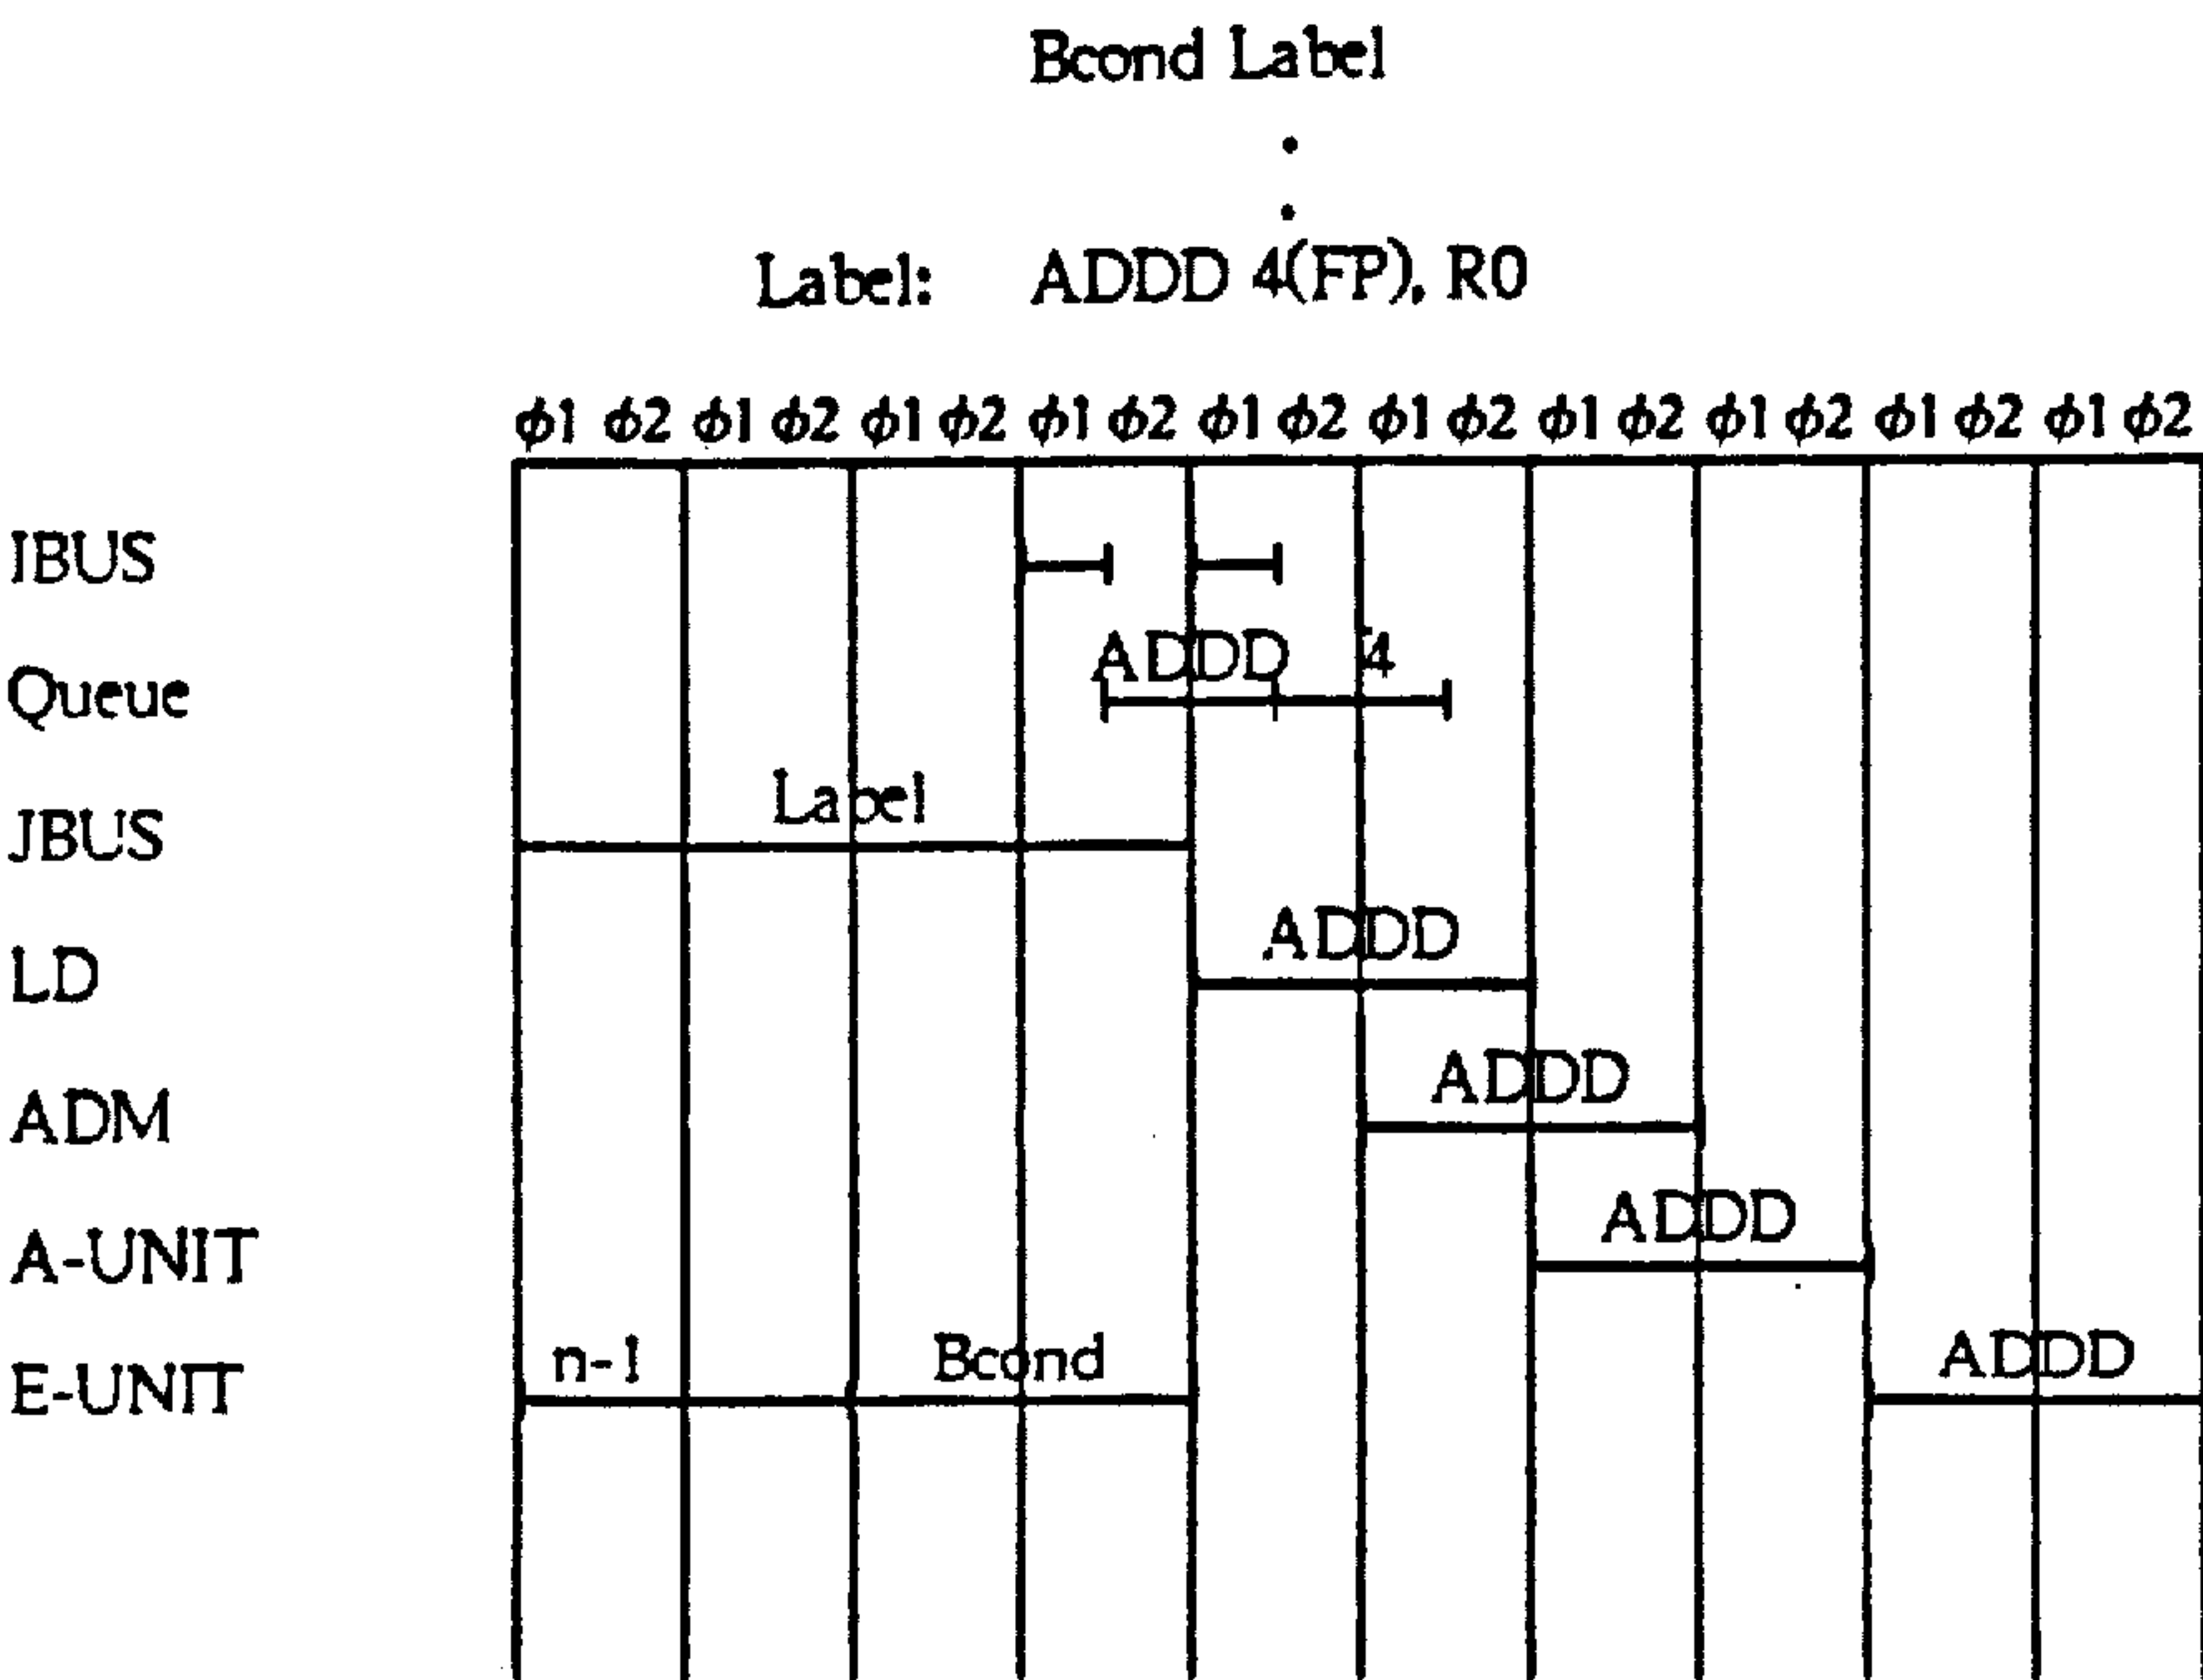 Bcond Label
.
.
Label: ADDD 4(FP), R0
ϕ1 ϕ2 ϕ1 ϕ2 ϕ1 ϕ2 ϕ1 ϕ2 ϕ1 ϕ2 ϕ1 ϕ2 ϕ1 ϕ2 ϕ1 ϕ2 ϕ1 ϕ2 ϕ1 ϕ2
IBUS
Queue ADDD 4
JBUS Label
LD ADDD
ADM ADDD
A-UNIT ADDD
E-UNIT n-1 Bcond ADDD